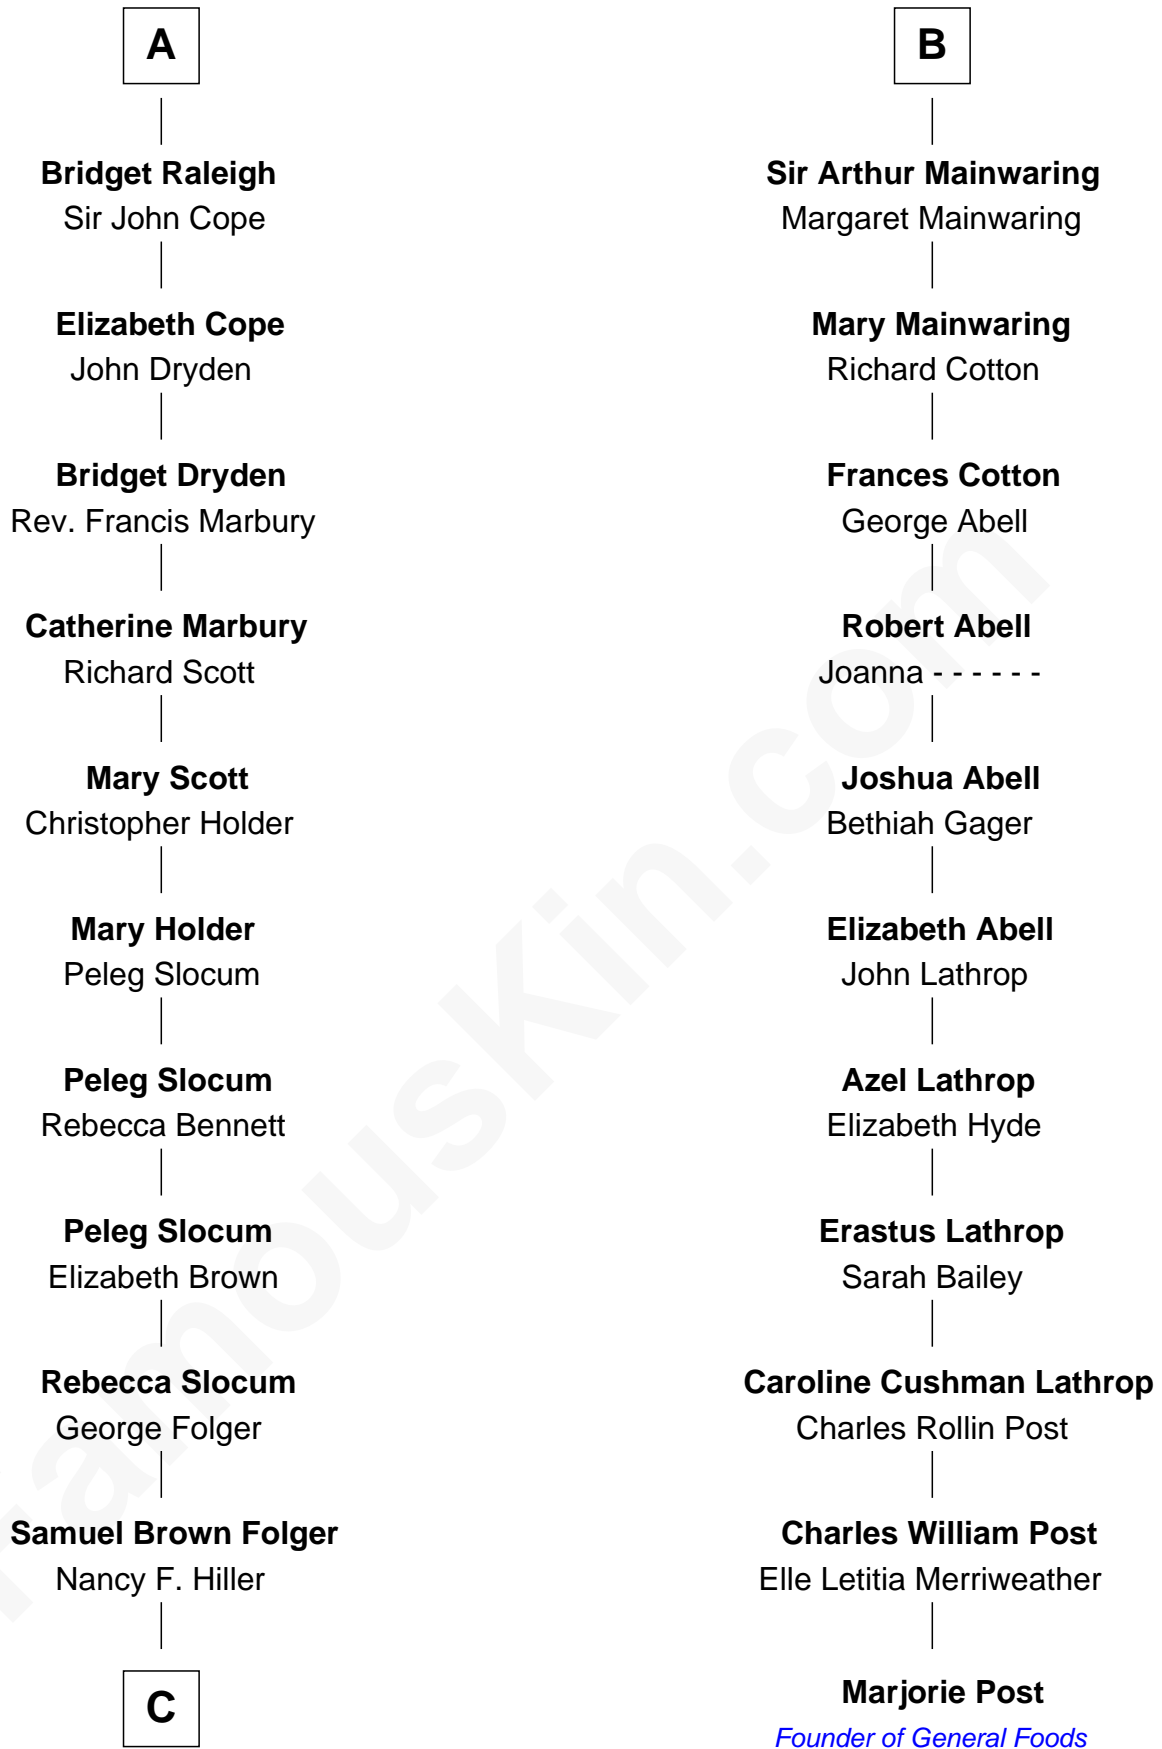 A
Bridget Raleigh
Sir John Cope
Elizabeth Cope
John Dryden
Bridget Dryden
Rev. Francis Marbury
Catherine Marbury
Richard Scott
Mary Scott
Christopher Holder
Mary Holder
Peleg Slocum
Peleg Slocum
Rebecca Bennett
Peleg Slocum
Elizabeth Brown
Rebecca Slocum
George Folger
Samuel Brown Folger
Nancy F. Hiller
C
B
Sir Arthur Mainwaring
Margaret Mainwaring
Mary Mainwaring
Richard Cotton
Frances Cotton
George Abell
Robert Abell
Joanna - - - - - -
Joshua Abell
Bethiah Gager
Elizabeth Abell
John Lathrop
Azel Lathrop
Elizabeth Hyde
Erastus Lathrop
Sarah Bailey
Caroline Cushman Lathrop
Charles Rollin Post
Charles William Post
Elle Letitia Merriweather
Marjorie Post
Founder of General Foods
FamousKin.com